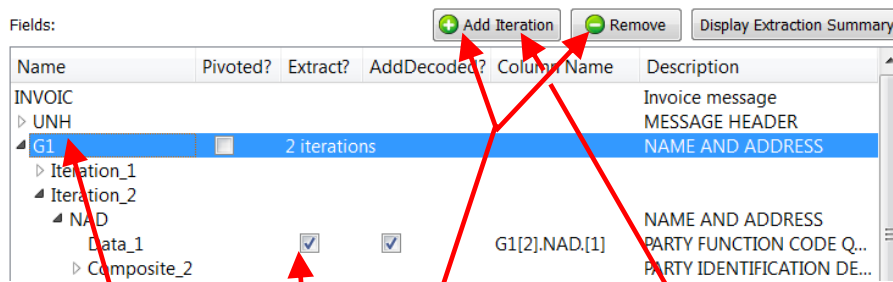 Fields: Add Iteration Remove Display Extraction Summary
Name Pivoted? Extract? AddDecoded? Column Name Description
INVOIC Invoice message
UNH MESSAGE HEADER
G1 2 iterations NAME AND ADDRESS
Iteration_1
Iteration_2
NAD NAME AND ADDRESS
Data_1 G1[2].NAD.[1] PARTY FUNCTION CODE Q...
Composite_2 PARTY IDENTIFICATION DE...